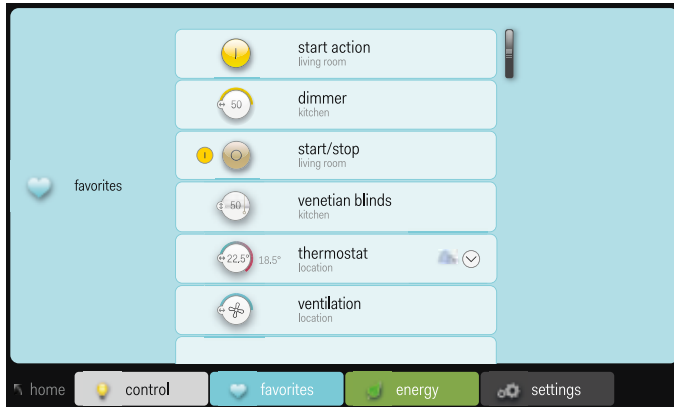 start action
living room
dimmer
50
kitchen
start/stop
living room
favorites
venetian blinds
50
kitchen
thermostat
22,5° 18.5°
location
ventilation
location
home control favorites energy settings